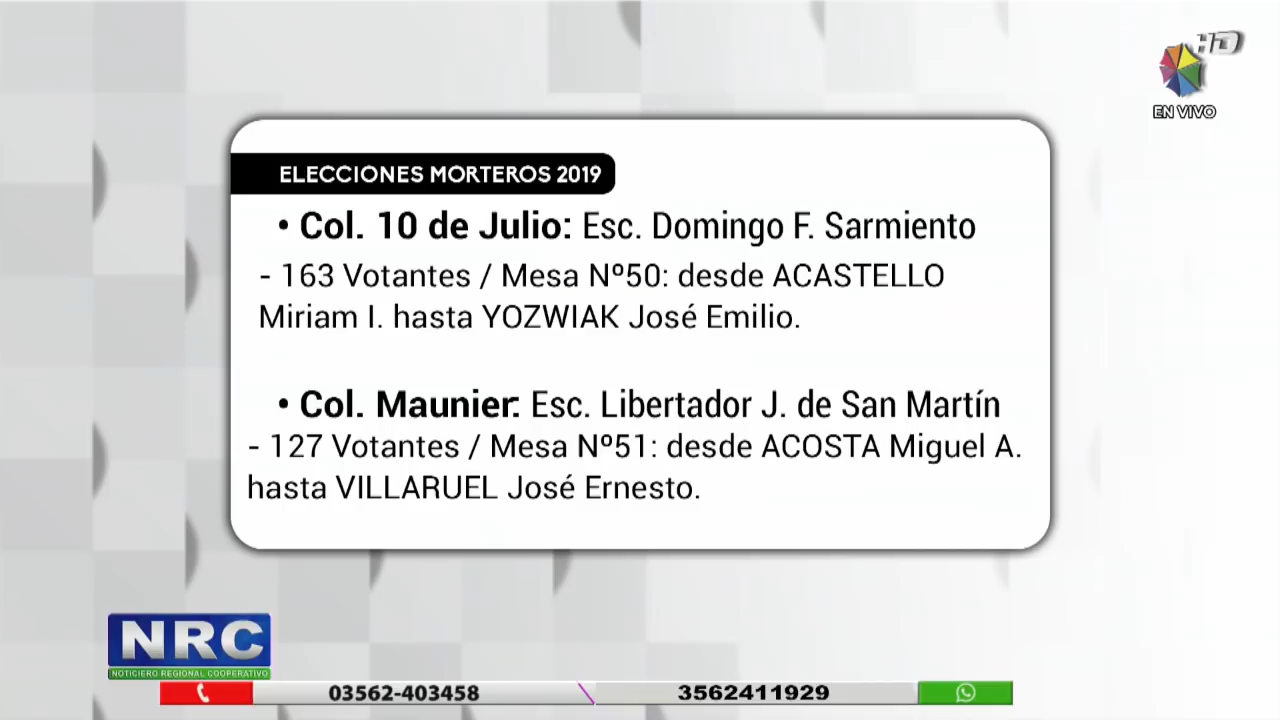 HD
EN VIVO
ELECCIONES MORTEROS 2019
• Col. 10 de Julio: Esc. Domingo F. Sarmiento
- 163 Votantes / Mesa Nº50: desde ACASTELLO
Miriam I. hasta YOZWIAK José Emilio.
• Col. Maunier: Esc. Libertador J. de San Martín
- 127 Votantes / Mesa Nº51: desde ACOSTA Miguel A.
hasta VILLARUEL José Ernesto.
NRC
NOTICIERO REGIONAL COOPERATIVO
03562-403458
3562411929